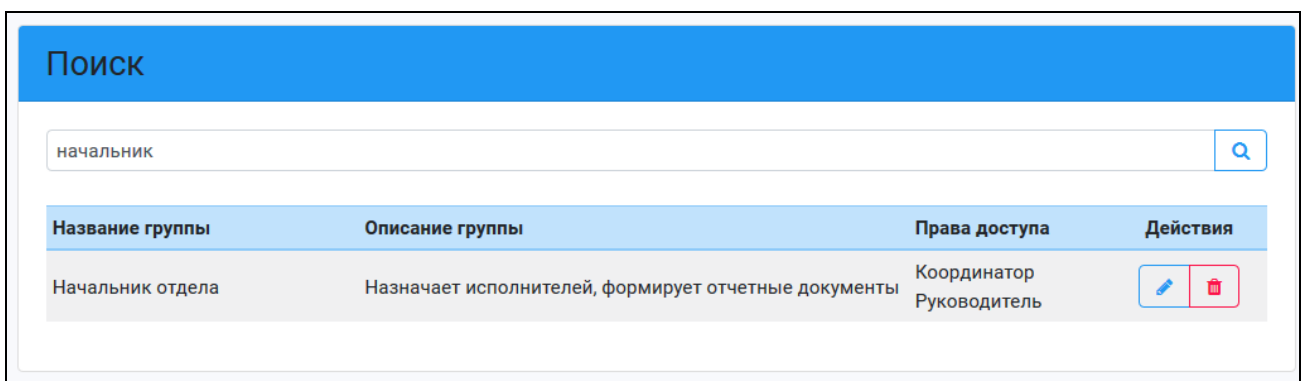 Поиск
начальник
Название группы Описание группы Права доступа Действия
Начальник отдела Назначает исполнителей, формирует отчетные документы Координатор
Руководитель